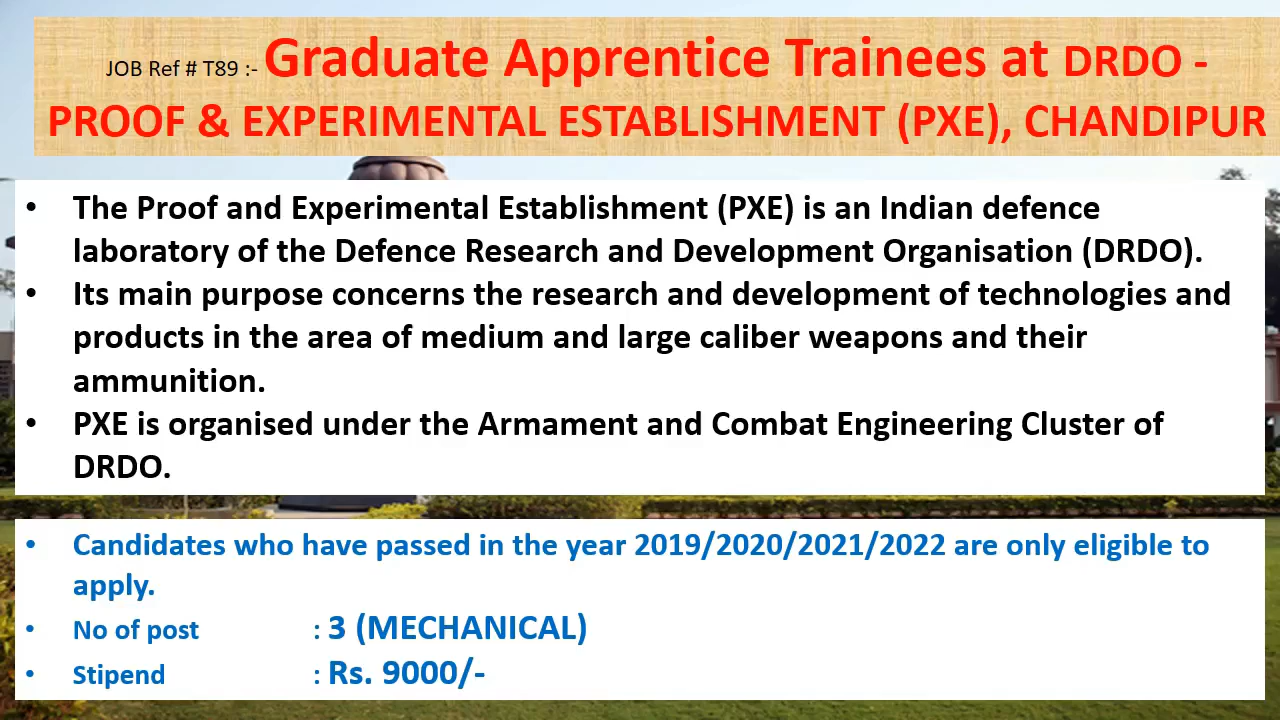 JOB Ref # T89 :- Graduate Apprentice Trainees at DRDO -
PROOF & EXPERIMENTAL ESTABLISHMENT (PXE), CHANDIPUR
• The Proof and Experimental Establishment (PXE) is an Indian defence
laboratory of the Defence Research and Development Organisation (DRDO).
• Its main purpose concerns the research and development of technologies and
products in the area of medium and large caliber weapons and their
ammunition.
• PXE is organised under the Armament and Combat Engineering Cluster of
DRDO.
• Candidates who have passed in the year 2019/2020/2021/2022 are only eligible to
apply.
• No of post : 3 (MECHANICAL)
• Stipend : Rs. 9000/-